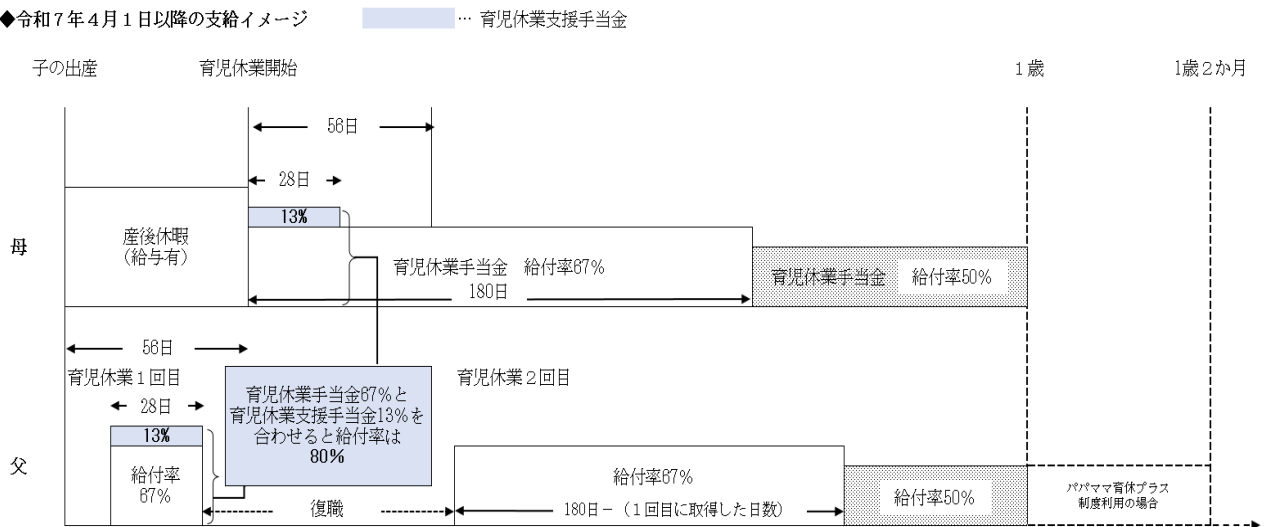 ◆令和７年４月１日以降の支給イメージ
… 育児休業支援手当金
子の出産
育児休業開始
１歳
1歳２か月
56日
28日
13%
母
産後休暇
(給与有)
育児休業手当金　給付率67%
180日
育児休業手当金　給付率50%
56日
育児休業１回目
28日
13%
育児休業手当金67%と
育児休業支援手当金13%を
合わせると給付率は
80%
育児休業２回目
父
給付率
67%
復職
給付率67%
180日－（１回目に取得した日数）
給付率50%
パパママ育休プラス
制度利用の場合